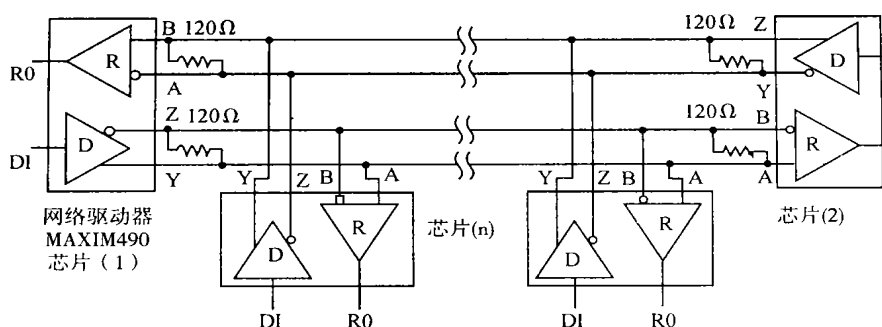 B 120Ω 120Ω Z
R0 R D
A Y
Z 120Ω 120Ω B
DI D R
Y A
Y Z B A Y Z B A
网络驱动器
MAXIM490
芯片（1）
D R 芯片(n) D R 芯片(2)
DI R0 DI R0